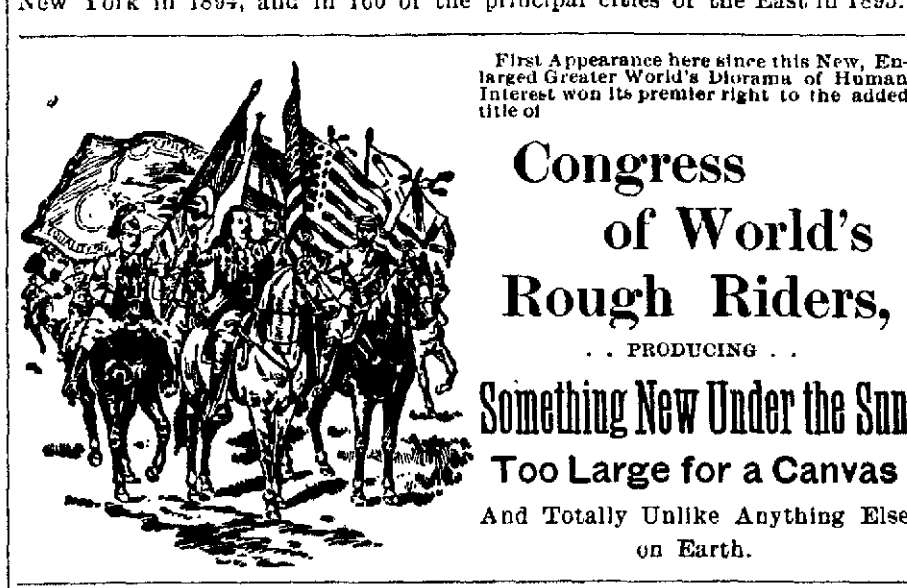 New York in 1894, and in 100 of the principal cities of the East in 1895.
First Appearance here since this New, En-
larged Greater World's Diorama of Human
Interest won its premier right to the added
title of
Congress
of World's
Rough Riders,
. . PRODUCING . .
Something New Under the Sun
Too Large for a Canvas
And Totally Unlike Anything Else
on Earth.
EQUALITY